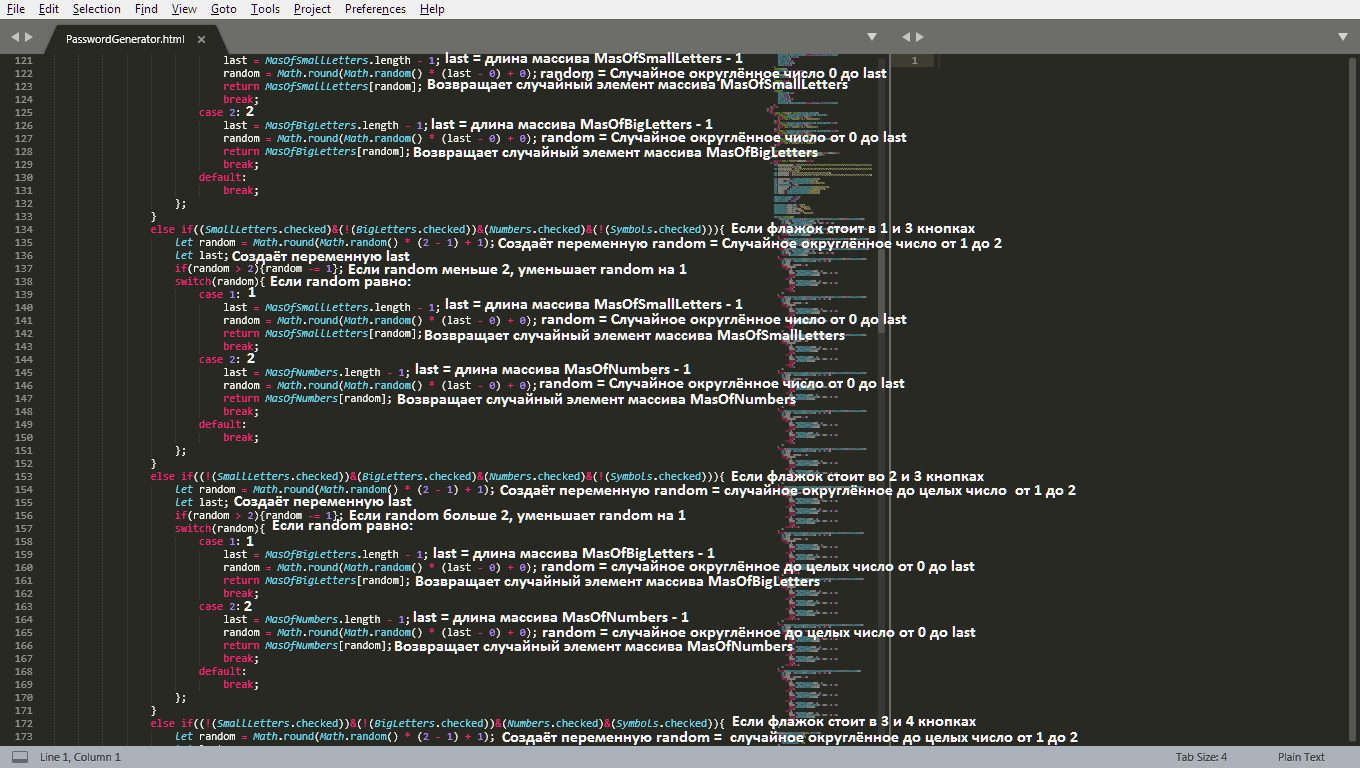 File Edit Selection Find View Goto Tools Project Preferences Help
PasswordGenerator.html ×
121 last = MasOfSmallLetters.length - 1; last = длина массива MasOfSmallLetters - 1 1
122 random = Math.round(Math.random() * (last - 0) + 0); random = Случайное округлённое число 0 до last
123 return MasOfSmallLetters[random]; Возвращает случайный элемент массива MasOfSmallLetters
124 break;
125 case 2: 2
126 last = MasOfBigLetters.length - 1; last = длина массива MasOfBigLetters - 1
127 random = Math.round(Math.random() * (last - 0) + 0); random = Случайное округлённое число от 0 до last
128 return MasOfBigLetters[random]; Возвращает случайный элемент массива MasOfBigLetters
129 break;
130 default:
131 break;
132 };
133 }
134 else if((SmallLetters.checked)&(!(BigLetters.checked))&(Numbers.checked)&(!(Symbols.checked))){ Если флажок стоит в 1 и 3 кнопках
135 let random = Math.round(Math.random() * (2 - 1) + 1); Создаёт переменную random = Случайное округлённое число от 1 до 2
136 let last; Создаёт переменную last
137 if(random > 2){random -= 1}; Если random меньше 2, уменьшает random на 1
138 switch(random){ Если random равно:
139 case 1: 1
140 last = MasOfSmallLetters.length - 1; last = длина массива MasOfSmallLetters - 1
141 random = Math.round(Math.random() * (last - 0) + 0); random = Случайное округлённое число от 0 до last
142 return MasOfSmallLetters[random]; Возвращает случайный элемент массива MasOfSmallLetters
143 break;
144 case 2: 2
145 last = MasOfNumbers.length - 1; last = длина массива MasOfNumbers - 1
146 random = Math.round(Math.random() * (last - 0) + 0); random = Случайное округлённое число от 0 до last
147 return MasOfNumbers[random]; Возвращает случайный элемент массива MasOfNumbers
148 break;
149 default:
150 break;
151 };
152 }
153 else if((!(SmallLetters.checked))&(BigLetters.checked)&(Numbers.checked)&(!(Symbols.checked))){ Если флажок стоит во 2 и 3 кнопках
154 let random = Math.round(Math.random() * (2 - 1) + 1); Создаёт переменную random = случайное округлённое до целых число от 1 до 2
155 let last; Создаёт переменную last
156 if(random > 2){random -= 1}; Если random больше 2, уменьшает random на 1
157 switch(random){ Если random равно:
158 case 1: 1
159 last = MasOfBigLetters.length - 1; last = длина массива MasOfBigLetters - 1
160 random = Math.round(Math.random() * (last - 0) + 0); random = случайное округлённое до целых число от 0 до last
161 return MasOfBigLetters[random]; Возвращает случайный элемент массива MasOfBigLetters
162 break;
163 case 2: 2
164 last = MasOfNumbers.length - 1; last = длина массива MasOfNumbers - 1
165 random = Math.round(Math.random() * (last - 0) + 0); random = случайное округлённое до целых число от 0 до last
166 return MasOfNumbers[random]; Возвращает случайный элемент массива MasOfNumbers
167 break;
168 default:
169 break;
170 };
171 }
172 else if((!(SmallLetters.checked))&(!(BigLetters.checked))&(Numbers.checked)&(Symbols.checked)){ Если флажок стоит в 3 и 4 кнопках
173 let random = Math.round(Math.random() * (2 - 1) + 1); Создаёт переменную random = случайное округлённое до целых число от 1 до 2
Line 1, Column 1 Tab Size: 4 Plain Text